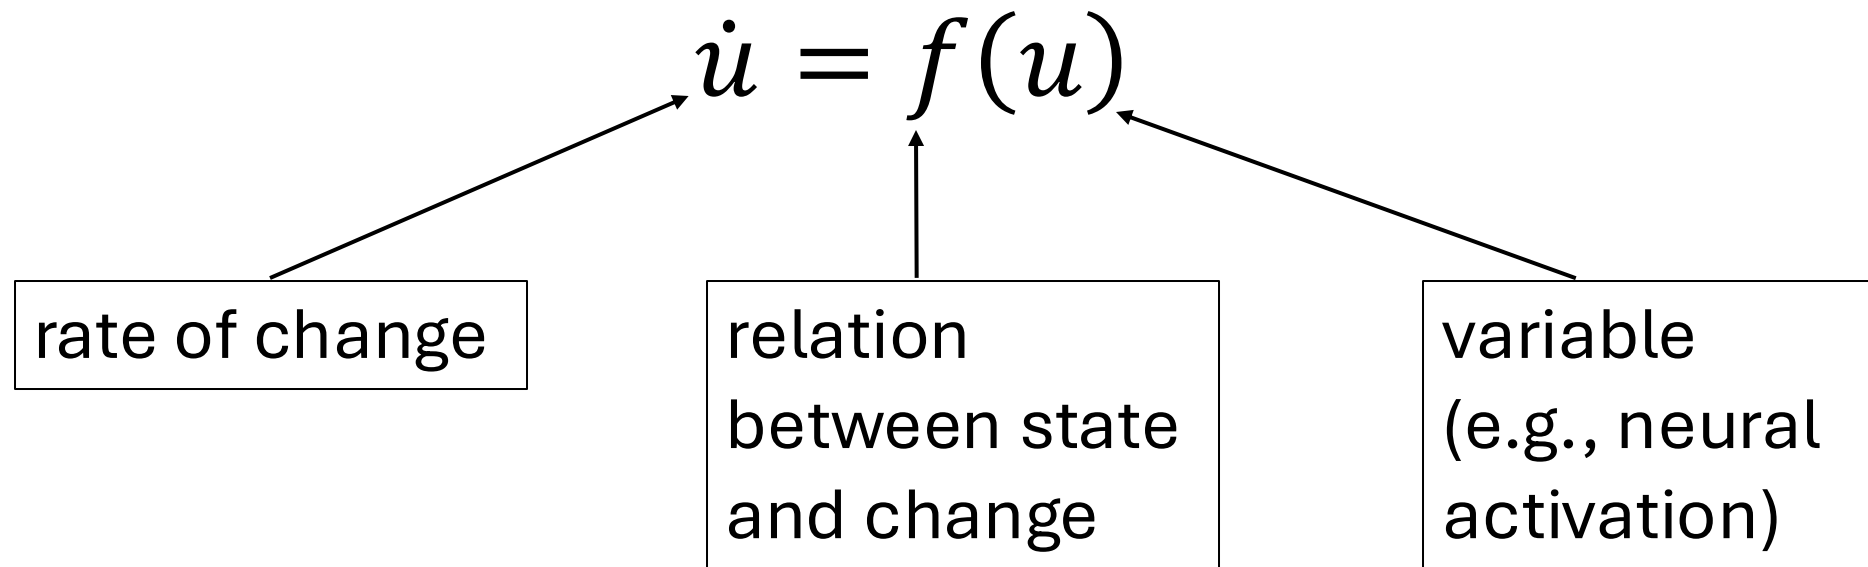 u̇ = f(u)
rate of change
relation
between state
and change
variable
(e.g., neural
activation)